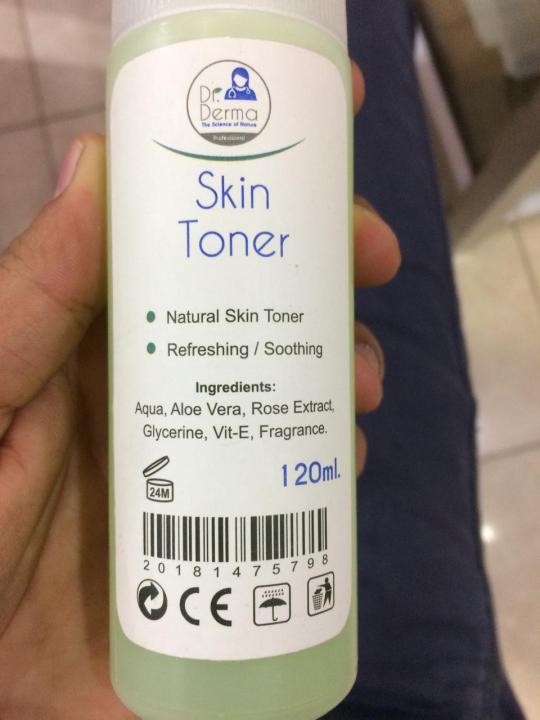 Dr.
Derma
The Science of Nature
Professional
Skin
Toner
Natural Skin Toner
Refreshing / Soothing
Ingredients:
Aqua, Aloe Vera, Rose Extract,
Glycerine, Vit-E, Fragrance.
24M
120ml.
20181475798
CE